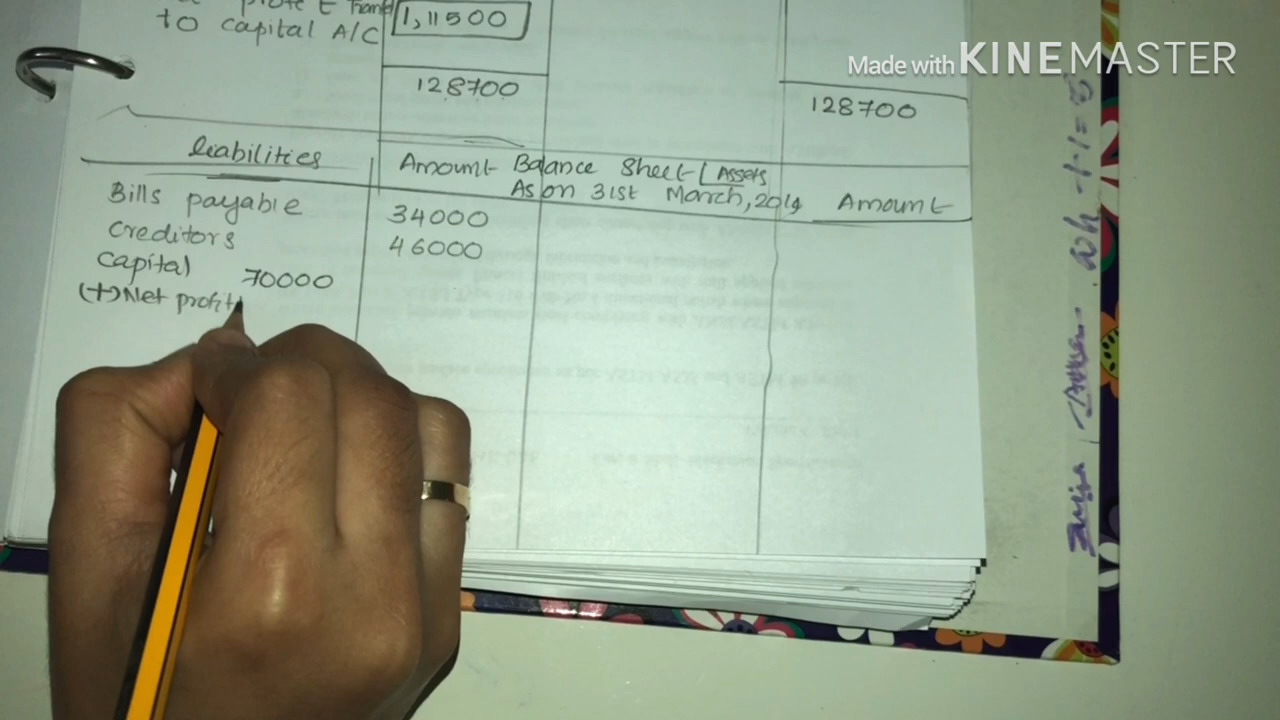 Made with KINEMASTER
to capital A/C
1,11500
128700
128700
Liabilities
Amount
Balance Sheet
As on 31st March, 2019
Assets
Amount
Bills payable 34000
Creditors 46000
Capital 70000
(+) Net profit